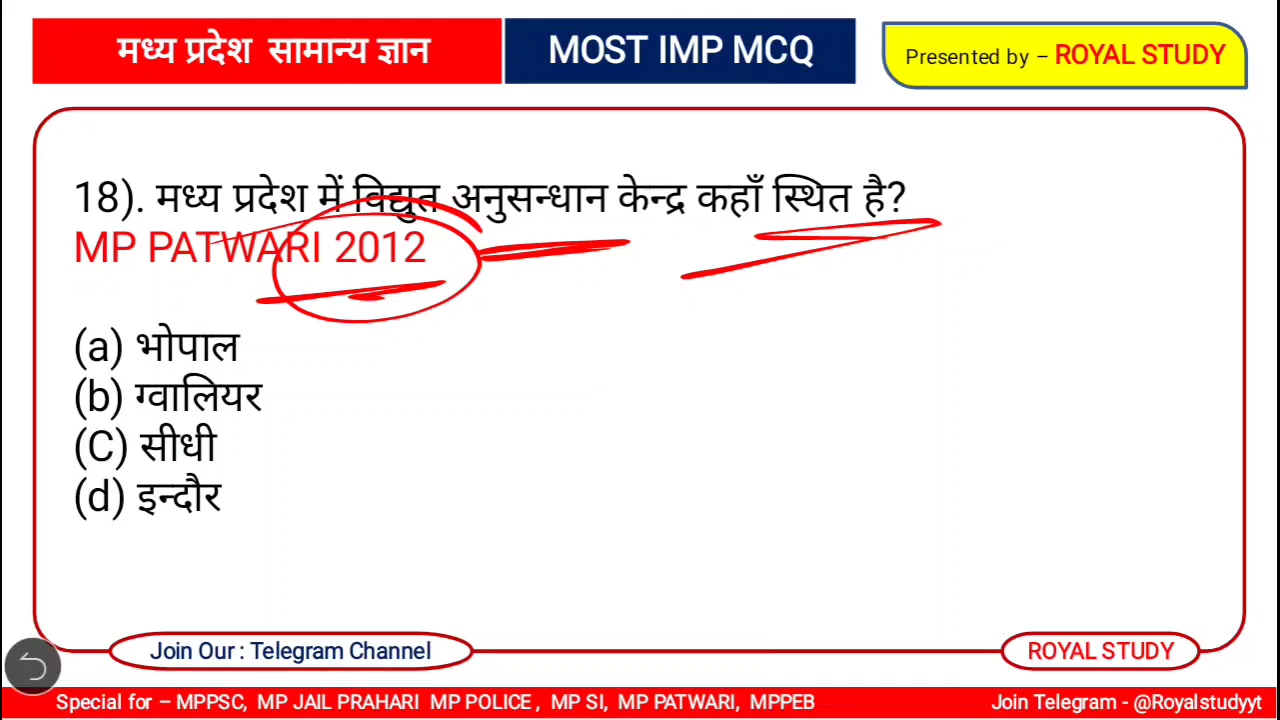 मध्य प्रदेश सामान्य ज्ञान
MOST IMP MCQ
Presented by – ROYAL STUDY
18). मध्य प्रदेश में विद्युत अनुसन्धान केन्द्र कहाँ स्थित है?
MP PATWARI 2012
(a) भोपाल
(b) ग्वालियर
(C) सीधी
(d) इन्दौर
Join Our : Telegram Channel
ROYAL STUDY
Special for – MPPSC, MP JAIL PRAHARI MP POLICE , MP SI, MP PATWARI, MPPEB
Join Telegram - @Royalstudyyt